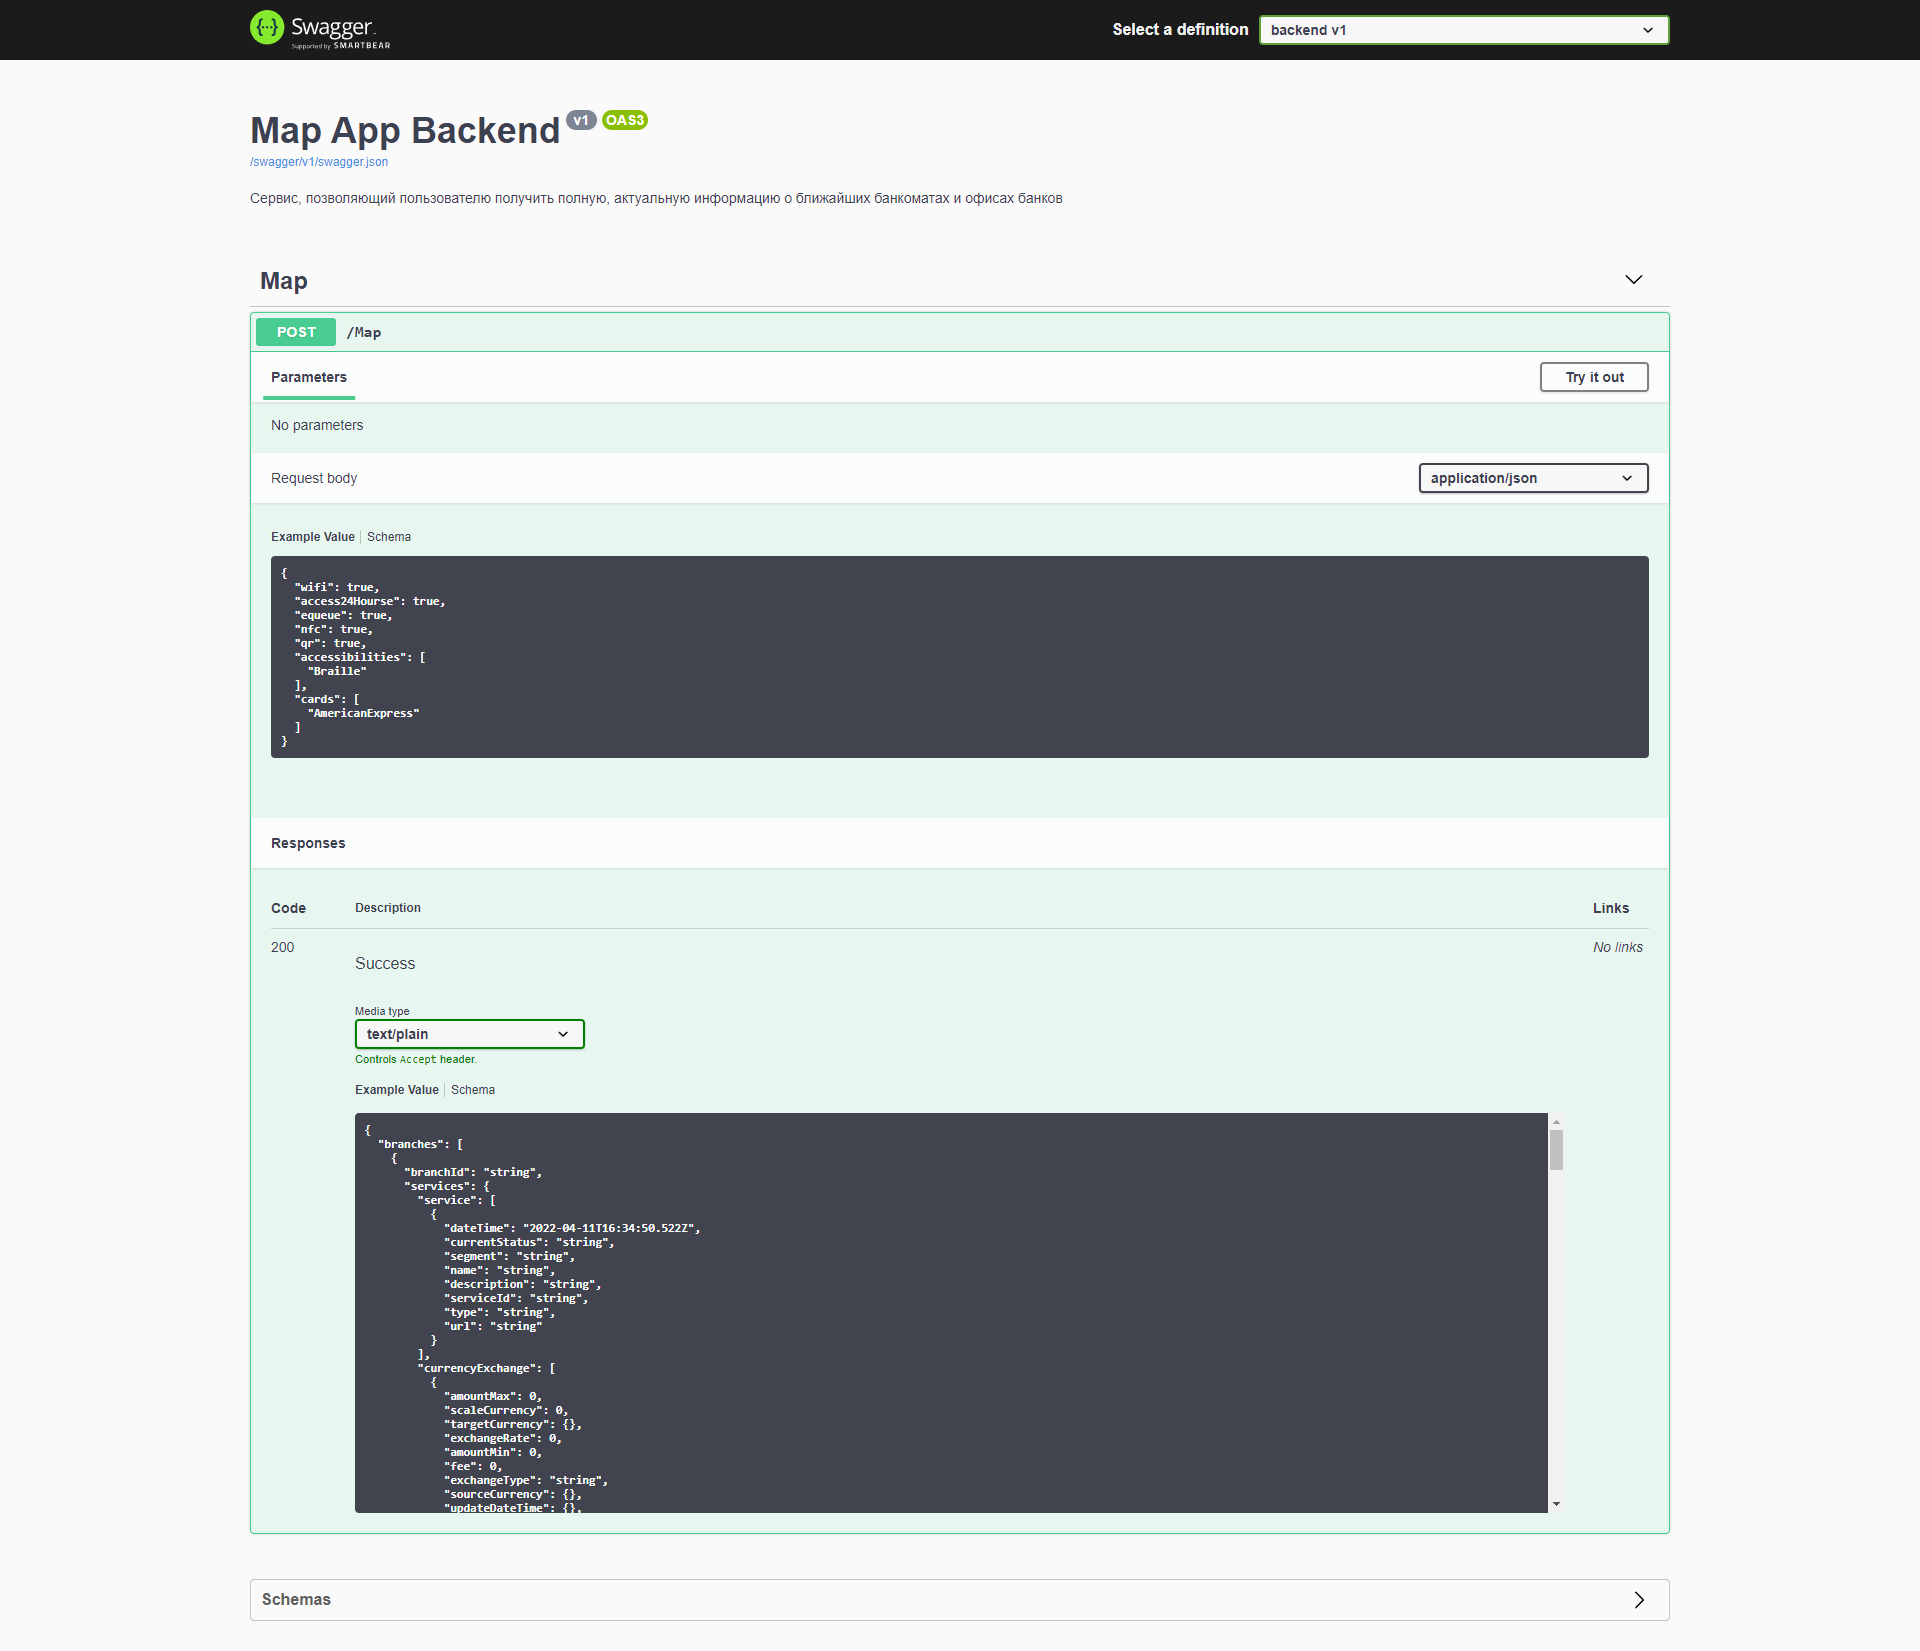 Swagger
Supported by SMARTBEAR
Select a definition
backend v1
Map App Backend v1 OAS3
/swagger/v1/swagger.json
Сервис, позволяющий пользователю получить полную, актуальную информацию о ближайших банкоматах и офисах банков
Map
POST /Map
Parameters
Try it out
No parameters
Request body
application/json
Example Value | Schema
{
  "wifi": true,
  "access24Hourse": true,
  "equeue": true,
  "nfc": true,
  "qr": true,
  "accessibilities": [
    "Braille"
  ],
  "cards": [
    "AmericanExpress"
  ]
}
Responses
Code Description Links
200 Success No links
Media type
text/plain
Controls Accept header.
Example Value | Schema
{
  "branches": [
    {
      "branchId": "string",
      "services": {
        "service": [
          {
            "dateTime": "2022-04-11T16:34:50.522Z",
            "currentStatus": "string",
            "segment": "string",
            "name": "string",
            "description": "string",
            "serviceId": "string",
            "type": "string",
            "url": "string"
          }
        ],
        "currencyExchange": [
          {
            "amountMax": 0,
            "scaleCurrency": 0,
            "targetCurrency": {},
            "exchangeRate": 0,
            "amountMin": 0,
            "fee": 0,
            "exchangeType": "string",
            "sourceCurrency": {},
            "updateDateTime": {},
Schemas